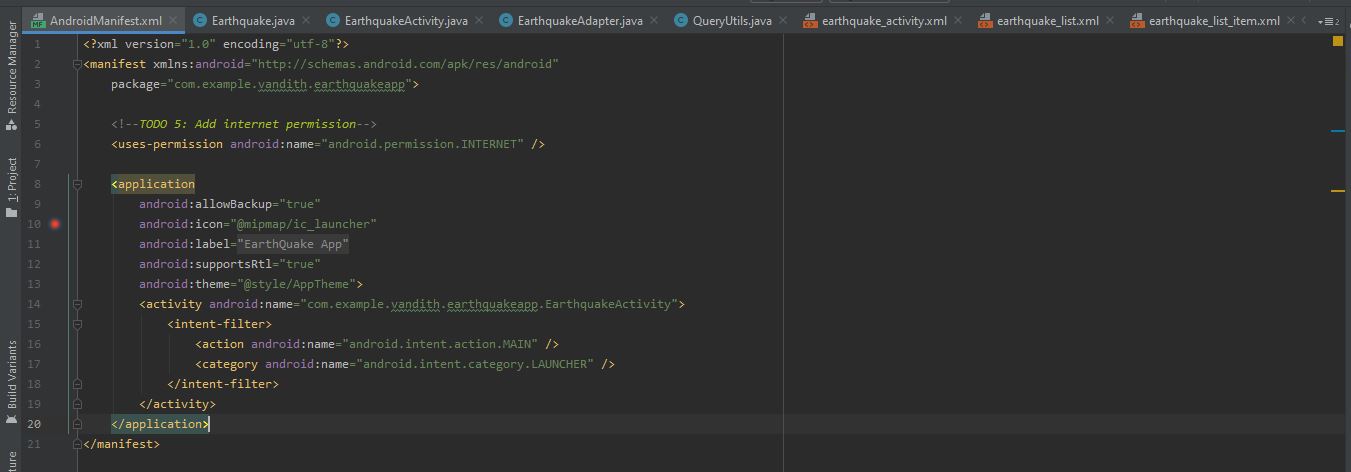 AndroidManifest.xml Earthquake.java EarthquakeActivity.java EarthquakeAdapter.java QueryUtils.java earthquake_activity.xml earthquake_list.xml earthquake_list_item.xml 2
MF C C C C
Resource Manager
1: Project
Build Variants
ture
1 <?xml version="1.0" encoding="utf-8"?>
2 <manifest xmlns:android="http://schemas.android.com/apk/res/android"
3 package="com.example.vandith.earthquakeapp">
4
5 <!--TODO 5: Add internet permission-->
6 <uses-permission android:name="android.permission.INTERNET" />
7
8 <application
9 android:allowBackup="true"
10 android:icon="@mipmap/ic_launcher"
11 android:label="EarthQuake App"
12 android:supportsRtl="true"
13 android:theme="@style/AppTheme">
14 <activity android:name="com.example.vandith.earthquakeapp.EarthquakeActivity">
15 <intent-filter>
16 <action android:name="android.intent.action.MAIN" />
17 <category android:name="android.intent.category.LAUNCHER" />
18 </intent-filter>
19 </activity>
20 </application>
21 </manifest>